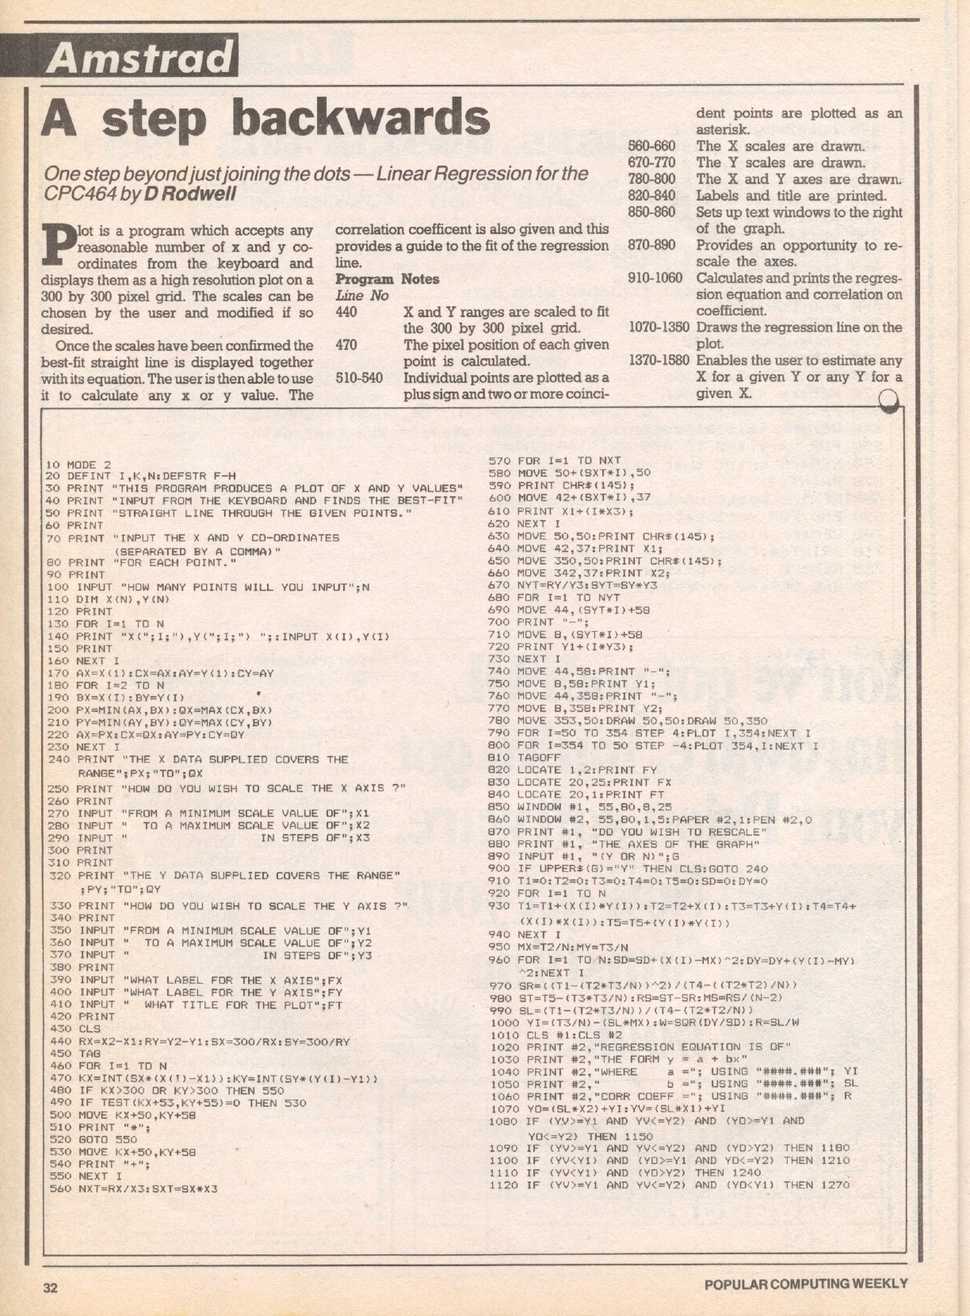 Amstrad
A step backwards
One step beyond just joining the dots — Linear Regression for the
CPC464 by D Rodwell
Plot is a program which accepts any
reasonable number of x and y co-
ordinates from the keyboard and
displays them as a high resolution plot on a
300 by 300 pixel grid. The scales can be
chosen by the user and modified if so
desired.
Once the scales have been confirmed the
best-fit straight line is displayed together
with its equation. The user is then able to use
it to calculate any x or y value. The
correlation coefficent is also given and this
provides a guide to the fit of the regression
line.
Program Notes
Line No
440 X and Y ranges are scaled to fit
the 300 by 300 pixel grid.
470 The pixel position of each given
point is calculated.
510-540 Individual points are plotted as a
plus sign and two or more coinci-
dent points are plotted as an
asterisk.
560-660 The X scales are drawn.
670-770 The Y scales are drawn.
780-800 The X and Y axes are drawn.
820-840 Labels and title are printed.
850-860 Sets up text windows to the right
of the graph.
870-890 Provides an opportunity to re-
scale the axes.
910-1060 Calculates and prints the regres-
sion equation and correlation on
coefficient.
1070-1350 Draws the regression line on the
plot.
1370-1580 Enables the user to estimate any
X for a given Y or any Y for a
given X.
10 MODE 2
20 DEFINT I,K,N:DEFSTR F-H
30 PRINT "THIS PROGRAM PRODUCES A PLOT OF X AND Y VALUES"
40 PRINT "INPUT FROM THE KEYBOARD AND FINDS THE BEST-FIT"
50 PRINT "STRAIGHT LINE THROUGH THE GIVEN POINTS."
60 PRINT
70 PRINT "INPUT THE X AND Y CO-ORDINATES
(SEPARATED BY A COMMA)"
80 PRINT "FOR EACH POINT."
90 PRINT
100 INPUT "HOW MANY POINTS WILL YOU INPUT";N
110 DIM X(N),Y(N)
120 PRINT
130 FOR I=1 TO N
140 PRINT "X(";I;"),Y(";I;") ";:INPUT X(I),Y(I)
150 PRINT
160 NEXT I
170 AX=X(1):CX=AX:AY=Y(1):CY=AY
180 FOR I=2 TO N
190 BX=X(I):BY=Y(I)
200 PX=MIN(AX,BX):QX=MAX(CX,BX)
210 PY=MIN(AY,BY):QY=MAX(CY,BY)
220 AX=PX:CX=QX:AY=PY:CY=QY
230 NEXT I
240 PRINT "THE X DATA SUPPLIED COVERS THE
RANGE";PX;"TO";QX
250 PRINT "HOW DO YOU WISH TO SCALE THE X AXIS ?"
260 PRINT
270 INPUT "FROM A MINIMUM SCALE VALUE OF";X1
280 INPUT "  TO A MAXIMUM SCALE VALUE OF";X2
290 INPUT "                  IN STEPS OF";X3
300 PRINT
310 PRINT
320 PRINT "THE Y DATA SUPPLIED COVERS THE RANGE"
;PY;"TO";QY
330 PRINT "HOW DO YOU WISH TO SCALE THE Y AXIS ?"
340 PRINT
350 INPUT "FROM A MINIMUM SCALE VALUE OF";Y1
360 INPUT "  TO A MAXIMUM SCALE VALUE OF";Y2
370 INPUT "                  IN STEPS OF";Y3
380 PRINT
390 INPUT "WHAT LABEL FOR THE X AXIS";FX
400 INPUT "WHAT LABEL FOR THE Y AXIS";FY
410 INPUT "  WHAT TITLE FOR THE PLOT";FT
420 PRINT
430 CLS
440 RX=X2-X1:RY=Y2-Y1:SX=300/RX:SY=300/RY
450 TAG
460 FOR I=1 TO N
470 KX=INT(SX*(X(I)-X1)):KY=INT(SY*(Y(I)-Y1))
480 IF KX>300 OR KY>300 THEN 550
490 IF TEST(KX+53,KY+55)=0 THEN 530
500 MOVE KX+50,KY+58
510 PRINT "*";
520 GOTO 550
530 MOVE KX+50,KY+58
540 PRINT "+";
550 NEXT I
560 NXT=RX/X3:SXT=SX*X3
570 FOR I=1 TO NXT
580 MOVE 50+(SXT*I),50
590 PRINT CHR$(145);
600 MOVE 42+(SXT*I),37
610 PRINT X1+(I*X3);
620 NEXT I
630 MOVE 50,50:PRINT CHR$(145);
640 MOVE 42,37:PRINT X1;
650 MOVE 350,50:PRINT CHR$(145);
660 MOVE 342,37:PRINT X2;
670 NYT=RY/Y3:SYT=SY*Y3
680 FOR I=1 TO NYT
690 MOVE 44,(SYT*I)+58
700 PRINT "-";
710 MOVE 8,(SYT*I)+58
720 PRINT Y1+(I*Y3);
730 NEXT I
740 MOVE 44,58:PRINT "-";
750 MOVE 8,58:PRINT Y1;
760 MOVE 44,358:PRINT "-";
770 MOVE 8,358:PRINT Y2;
780 MOVE 353,50:DRAW 50,50:DRAW 50,350
790 FOR I=50 TO 354 STEP 4:PLOT I,354:NEXT I
800 FOR I=354 TO 50 STEP -4:PLOT 354,I:NEXT I
810 TAGOFF
820 LOCATE 1,2:PRINT FY
830 LOCATE 20,25:PRINT FX
840 LOCATE 20,1:PRINT FT
850 WINDOW #1, 55,80,8,25
860 WINDOW #2, 55,80,1,5:PAPER #2,1:PEN #2,0
870 PRINT #1, "DO YOU WISH TO RESCALE"
880 PRINT #1, "THE AXES OF THE GRAPH"
890 INPUT #1, "(Y OR N)";G
900 IF UPPER$(G)="Y" THEN CLS:GOTO 240
910 T1=0:T2=0:T3=0:T4=0:T5=0:SD=0:DY=0
920 FOR I=1 TO N
930 T1=T1+(X(I)*Y(I)):T2=T2+X(I):T3=T3+Y(I):T4=T4+
(X(I)*X(I)):T5=T5+(Y(I)*Y(I))
940 NEXT I
950 MX=T2/N:MY=T3/N
960 FOR I=1 TO N:SD=SD+(X(I)-MX)^2:DY=DY+(Y(I)-MY)
^2:NEXT I
970 SR=((T1-(T2*T3/N))^2)/(T4-((T2*T2)/N))
980 ST=T5-(T3*T3/N):RS=ST-SR:MS=RS/(N-2)
990 SL=(T1-(T2*T3/N))/(T4-(T2*T2/N))
1000 YI=(T3/N)-(SL*MX):W=SQR(DY/SD):R=SL/W
1010 CLS #1:CLS #2
1020 PRINT #2,"REGRESSION EQUATION IS OF"
1030 PRINT #2,"THE FORM y = a + bx"
1040 PRINT #2,"WHERE    a ="; USING "####.###"; YI
1050 PRINT #2,"         b ="; USING "####.###"; SL
1060 PRINT #2,"CORR COEFF ="; USING "####.###"; R
1070 YO=(SL*X2)+YI:YV=(SL*X1)+YI
1080 IF (YV>=Y1 AND YV<=Y2) AND (YO>=Y1 AND
YO<=Y2) THEN 1150
1090 IF (YV>=Y1 AND YV<=Y2) AND (YO>Y2) THEN 1180
1100 IF (YV<Y1) AND (YO>=Y1 AND YO<=Y2) THEN 1210
1110 IF (YV<Y1) AND (YO>Y2) THEN 1240
1120 IF (YV>=Y1 AND YV<=Y2) AND (YO<Y1) THEN 1270
32
POPULAR COMPUTING WEEKLY